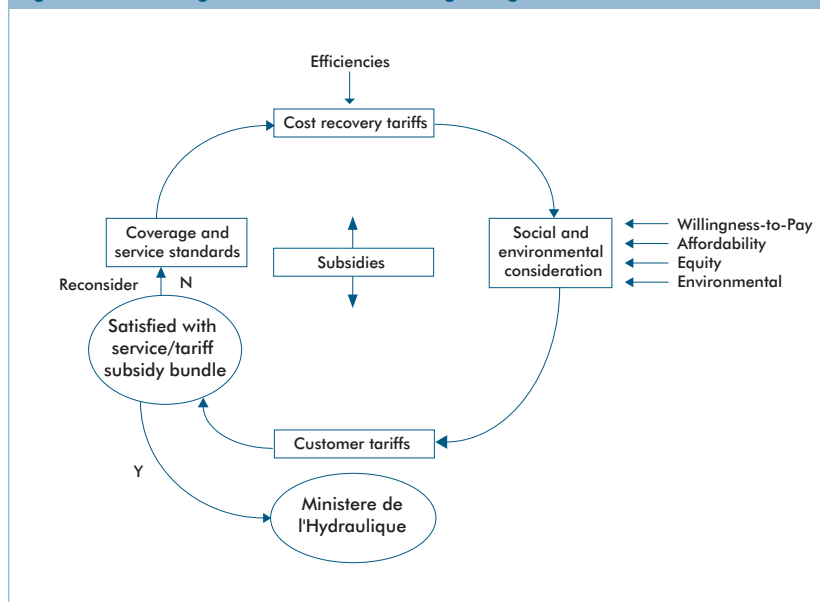 Efficiencies
Cost recovery tariffs
Coverage and
service standards
Subsidies
Social and
environmental
consideration
Willingness-to-Pay
Affordability
Equity
Environmental
Reconsider
N
Satisfied with
service/tariff
subsidy bundle
Customer tariffs
Y
Ministere de
l'Hydraulique